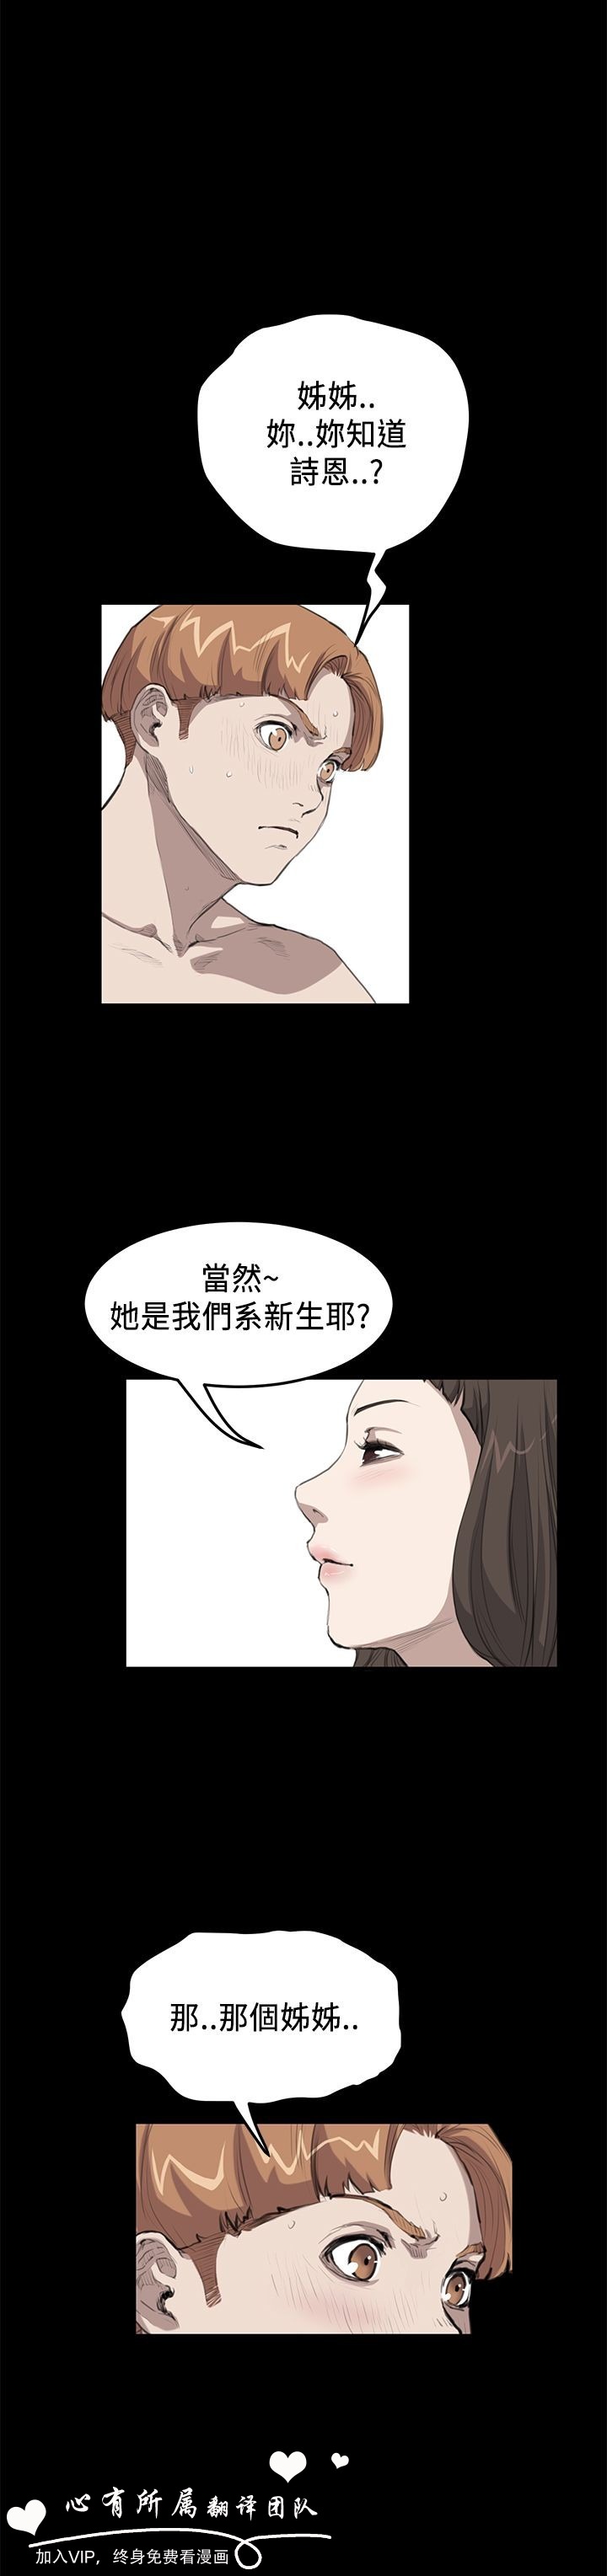 姊姊..
妳..妳知道
詩恩..?
當然~
她是我們系新生耶?
那..那個姊姊..
心有所属翻译团队
加入VIP，终身免费看漫画